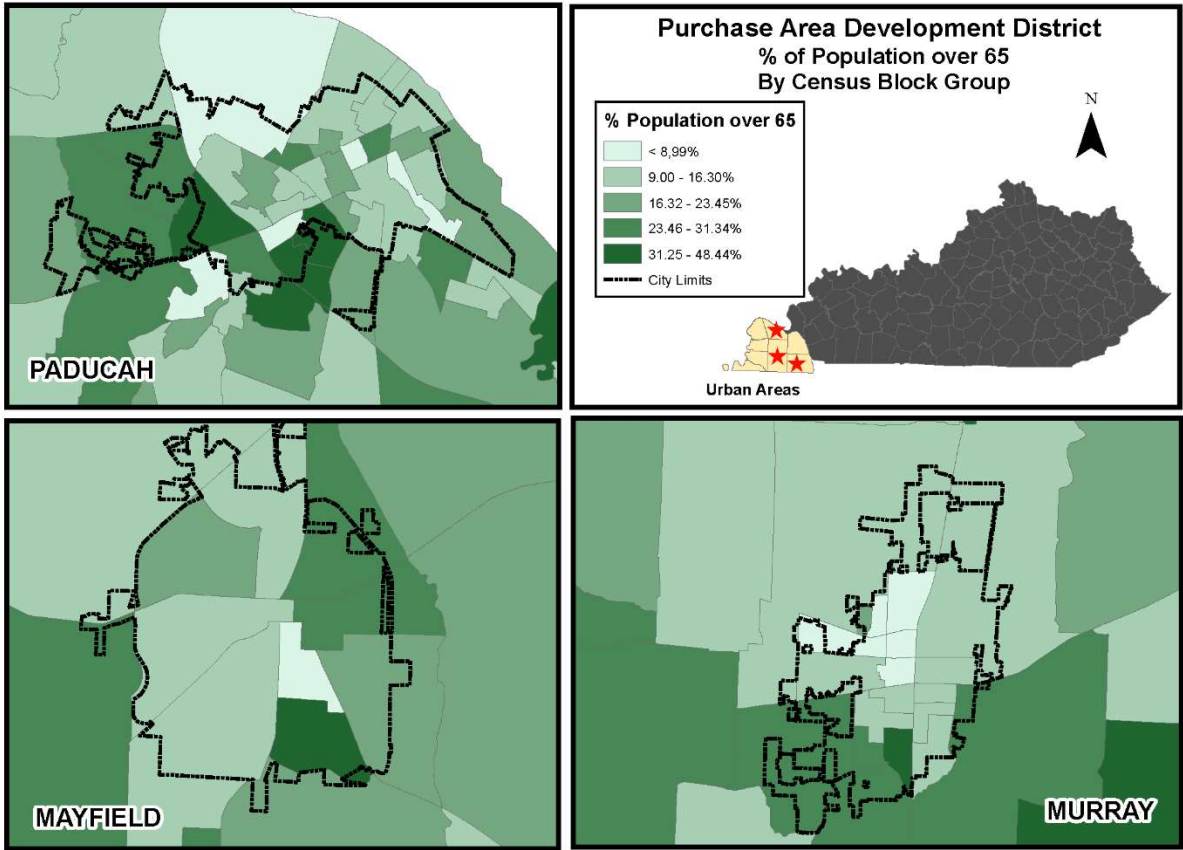 PADUCAH
Purchase Area Development District
% of Population over 65
By Census Block Group
% Population over 65
< 8,99%
9.00 - 16.30%
16.32 - 23.45%
23.46 - 31.34%
31.25 - 48.44%
City Limits
N
Urban Areas
MAYFIELD
MURRAY